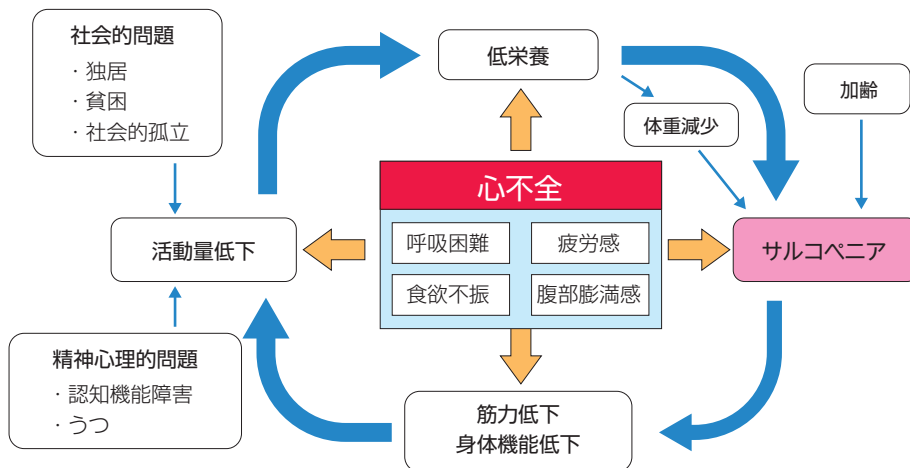 社会的問題
・独居
・貧困
・社会的孤立
低栄養
体重減少
加齢
心不全
呼吸困難
疲労感
食欲不振
腹部膨満感
活動量低下
サルコペニア
精神心理的問題
・認知機能障害
・うつ
筋力低下
身体機能低下